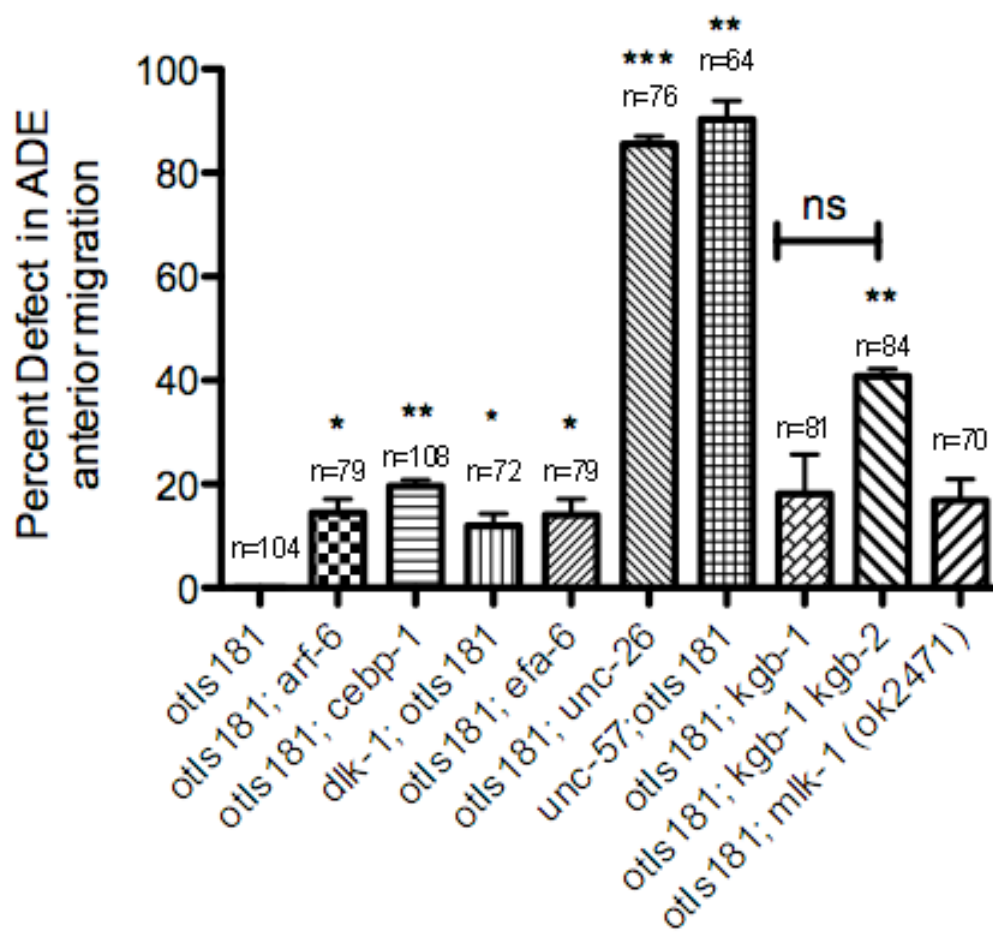 Percent Defect in ADE
anterior migration
100
80
60
40
20
0
n=104
*
n=79
**
n=108
*
n=72
*
n=79
***
n=76
**
n=64
n=81
ns
**
n=84
n=70
otIs181
otIs181; arf-6
otIs181; cebp-1
dlk-1; otIs181
otIs181; efa-6
otIs181; unc-26
unc-57;otIs181
otIs181; kgb-1
otIs181; kgb-1 kgb-2
otIs181; mlk-1 (ok2471)